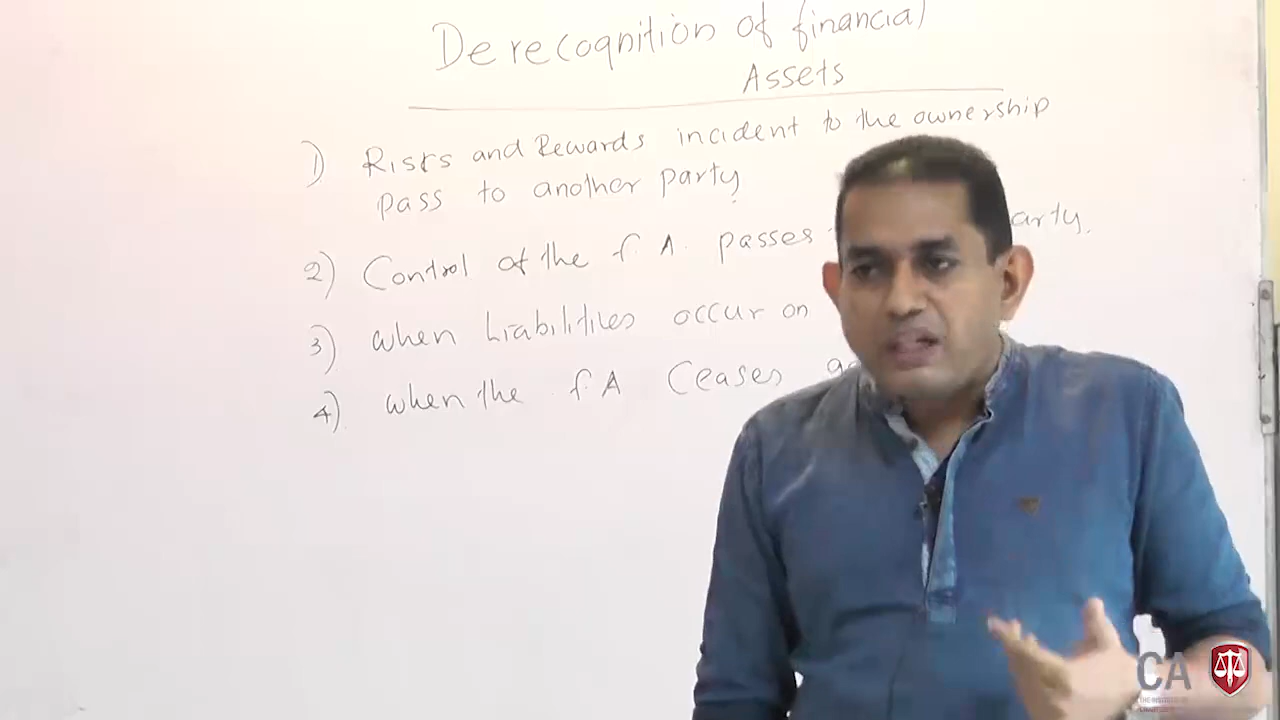 Derecognition of financial
Assets
1) Risks and Rewards incident to the ownership
pass to another party
2) Control of the f A. passes arty.
3) when Liabilities occur on
4) when the f A Ceases
CA